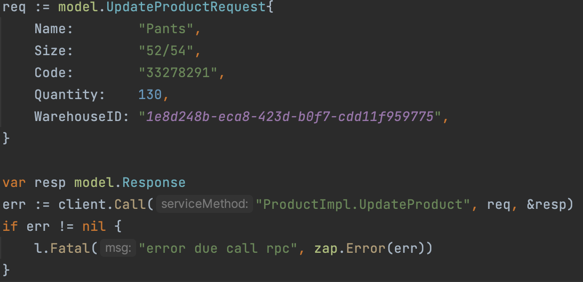 req := model.UpdateProductRequest{
    Name:         "Pants",
    Size:         "52/54",
    Code:         "33278291",
    Quantity:     130,
    WarehouseID: "1e8d248b-eca8-423d-b0f7-cdd11f959775",
}
var resp model.Response
err := client.Call( serviceMethod: "ProductImpl.UpdateProduct", req, &resp)
if err != nil {
    l.Fatal( msg: "error due call rpc", zap.Error(err))
}